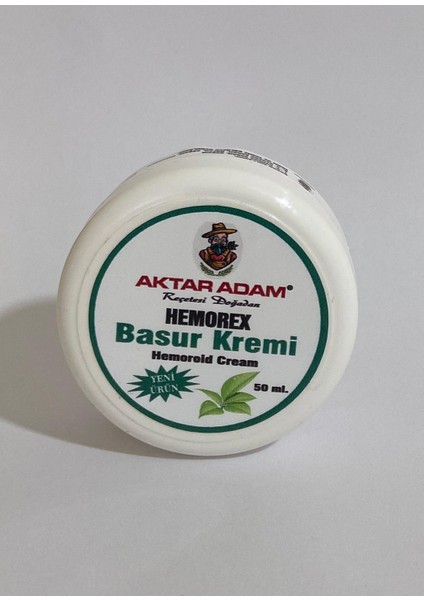 AKTAR ADAM®
Reçetesi Doğadan
HEMOREX
Basur Kremi
Hemoroid Cream
YENİ
ÜRÜN
50 ml.